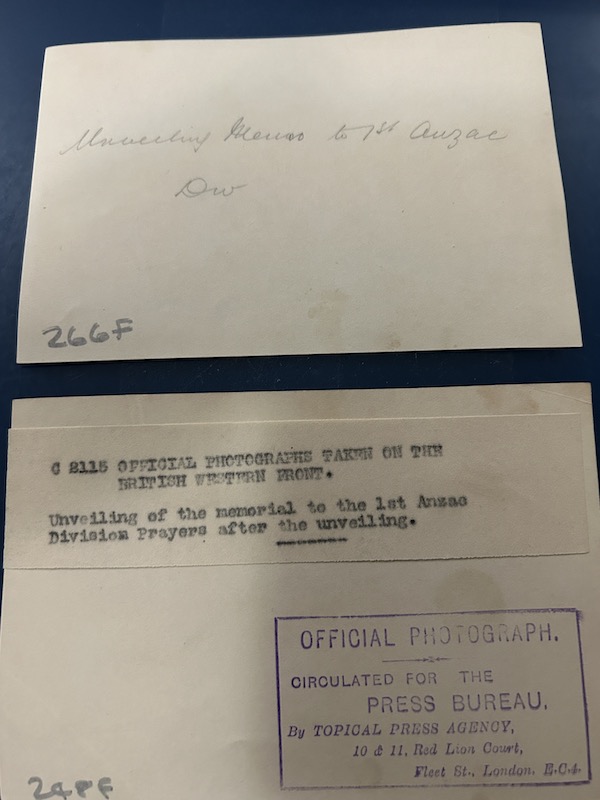 Unveiling Memo to 1st Anzac
Div
266F
C 2115 OFFICIAL PHOTOGRAPHS TAKEN ON THE
BRITISH WESTERN FRONT.
Unveiling of the memorial to the 1st Anzac
Division Prayers after the unveiling.
OFFICIAL PHOTOGRAPH.
CIRCULATED FOR THE
PRESS BUREAU.
By TOPICAL PRESS AGENCY,
10 & 11, Red Lion Court,
Fleet St., London. E.C.4.
248F